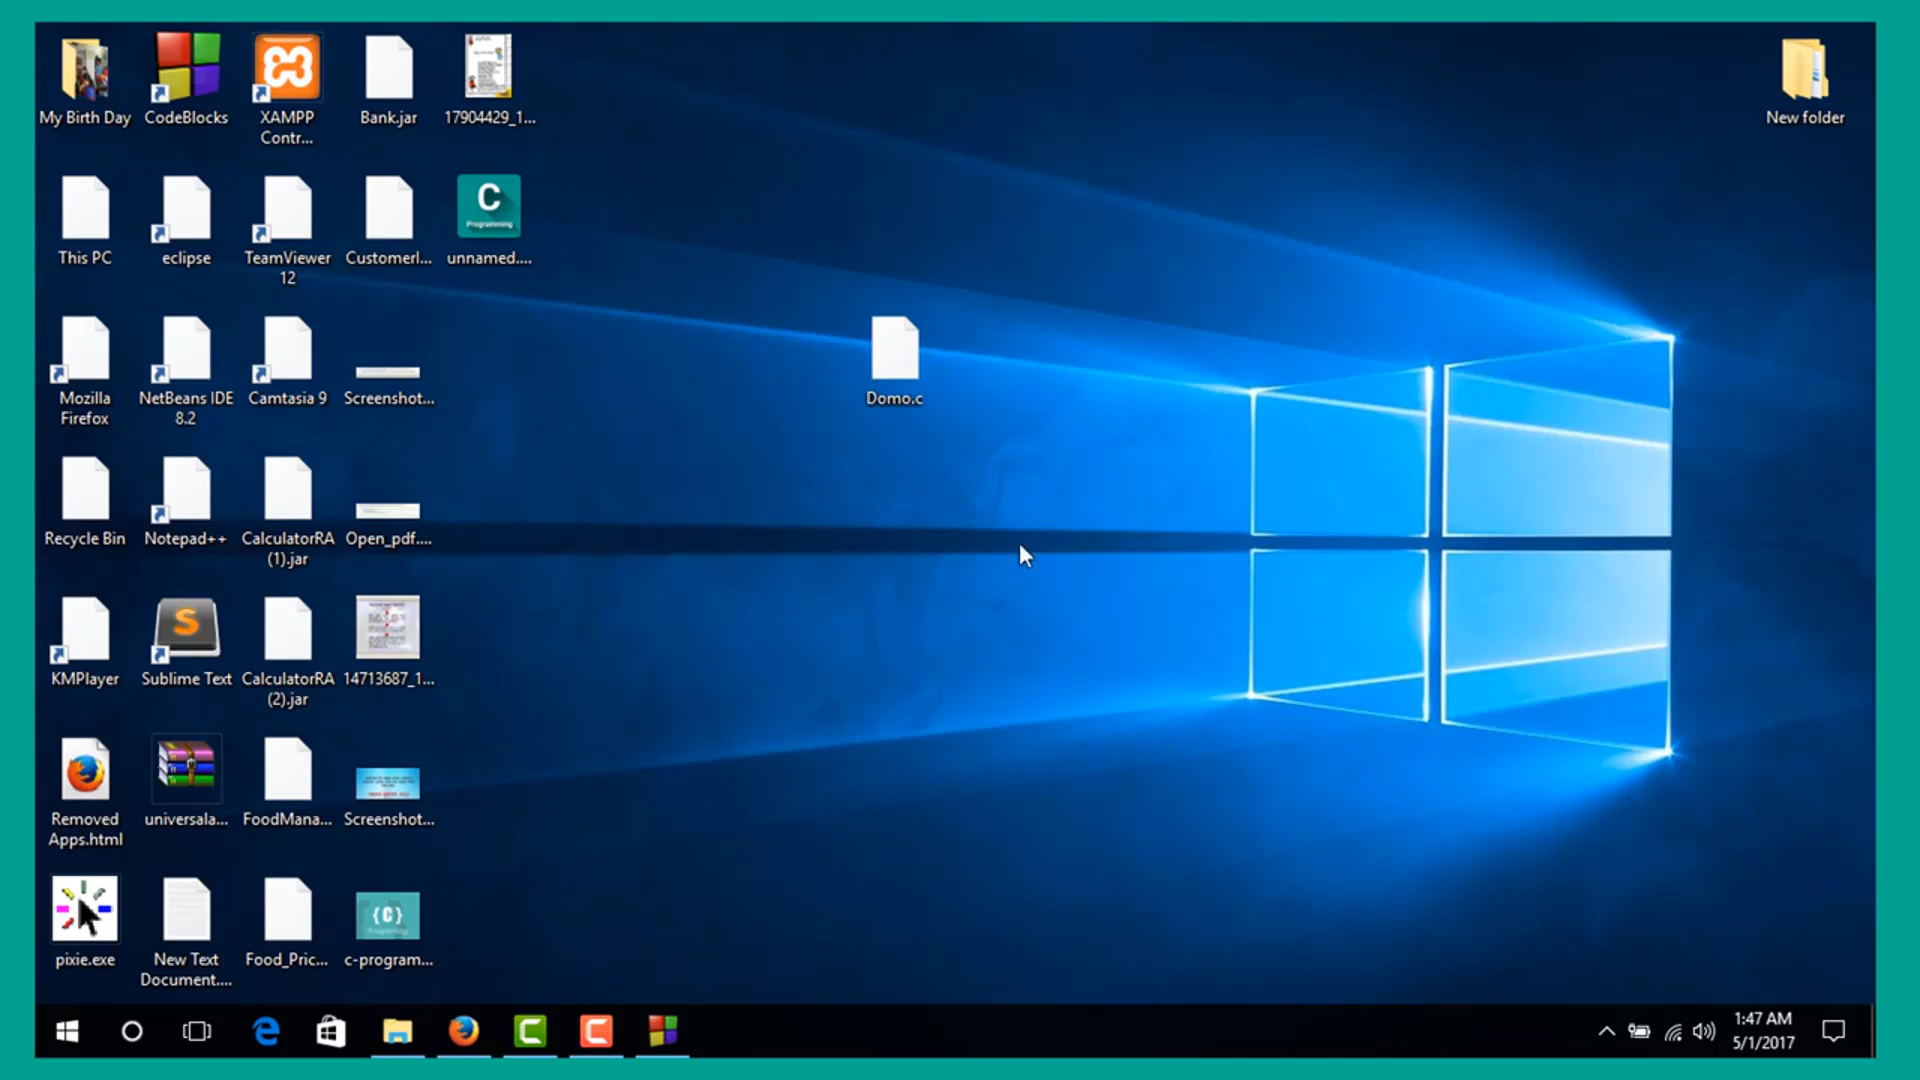 My Birth Day
CodeBlocks
XAMPP
Contr...
Bank.jar
17904429_1...
New folder
This PC
eclipse
TeamViewer
12
CustomerI...
C
Programming
unnamed....
Mozilla
Firefox
NetBeans IDE
8.2
Camtasia 9
Screenshot...
Domo.c
Recycle Bin
Notepad++
CalculatorRA
(1).jar
Open_pdf....
KMPlayer
S
Sublime Text
CalculatorRA
(2).jar
14713687_1...
Removed
Apps.html
universala...
FoodMana...
Screenshot...
pixie.exe
New Text
Document....
Food_Pric...
{C}
Programing
c-program...
1:47 AM
5/1/2017